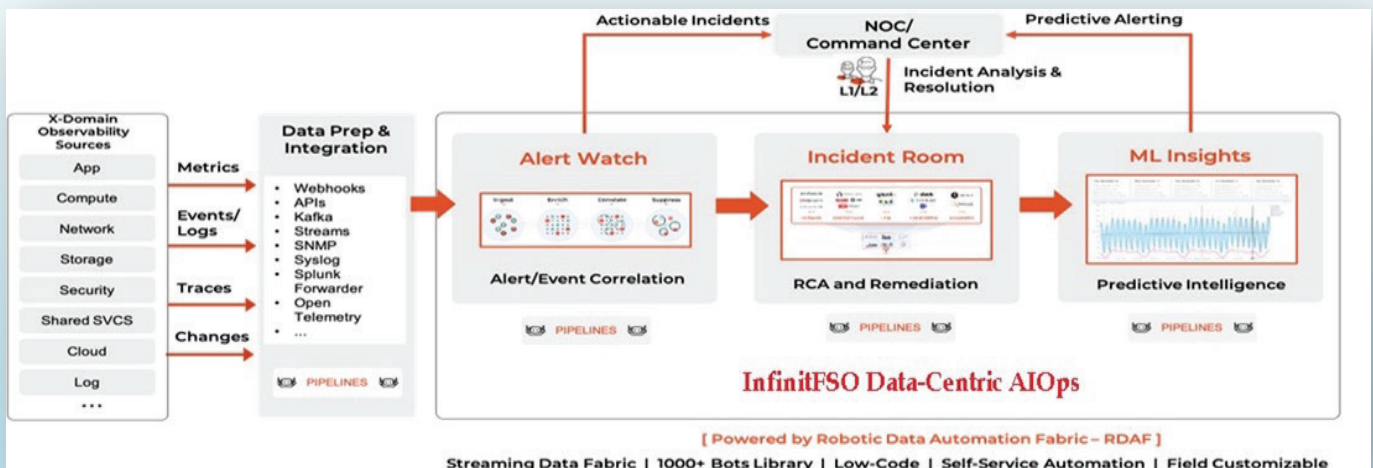 Actionable Incidents
NOC/
Command Center
Predictive Alerting
L1/L2
Incident Analysis &
Resolution
X-Domain
Observability
Sources
App
Compute
Network
Storage
Security
Shared SVCS
Cloud
Log
...
Metrics
Events/
Logs
Traces
Changes
Data Prep &
Integration
• Webhooks
• APIs
• Kafka
• Streams
• SNMP
• Syslog
• Splunk
Forwarder
• Open
Telemetry
• ...
PIPELINES
Alert Watch
Alert/Event Correlation
PIPELINES
Incident Room
RCA and Remediation
PIPELINES
ML Insights
Predictive Intelligence
PIPELINES
InfinitFSO Data-Centric AIOps
[ Powered by Robotic Data Automation Fabric – RDAF ]
Streaming Data Fabric | 1000+ Bots Library | Low-Code | Self-Service Automation | Field Customizable